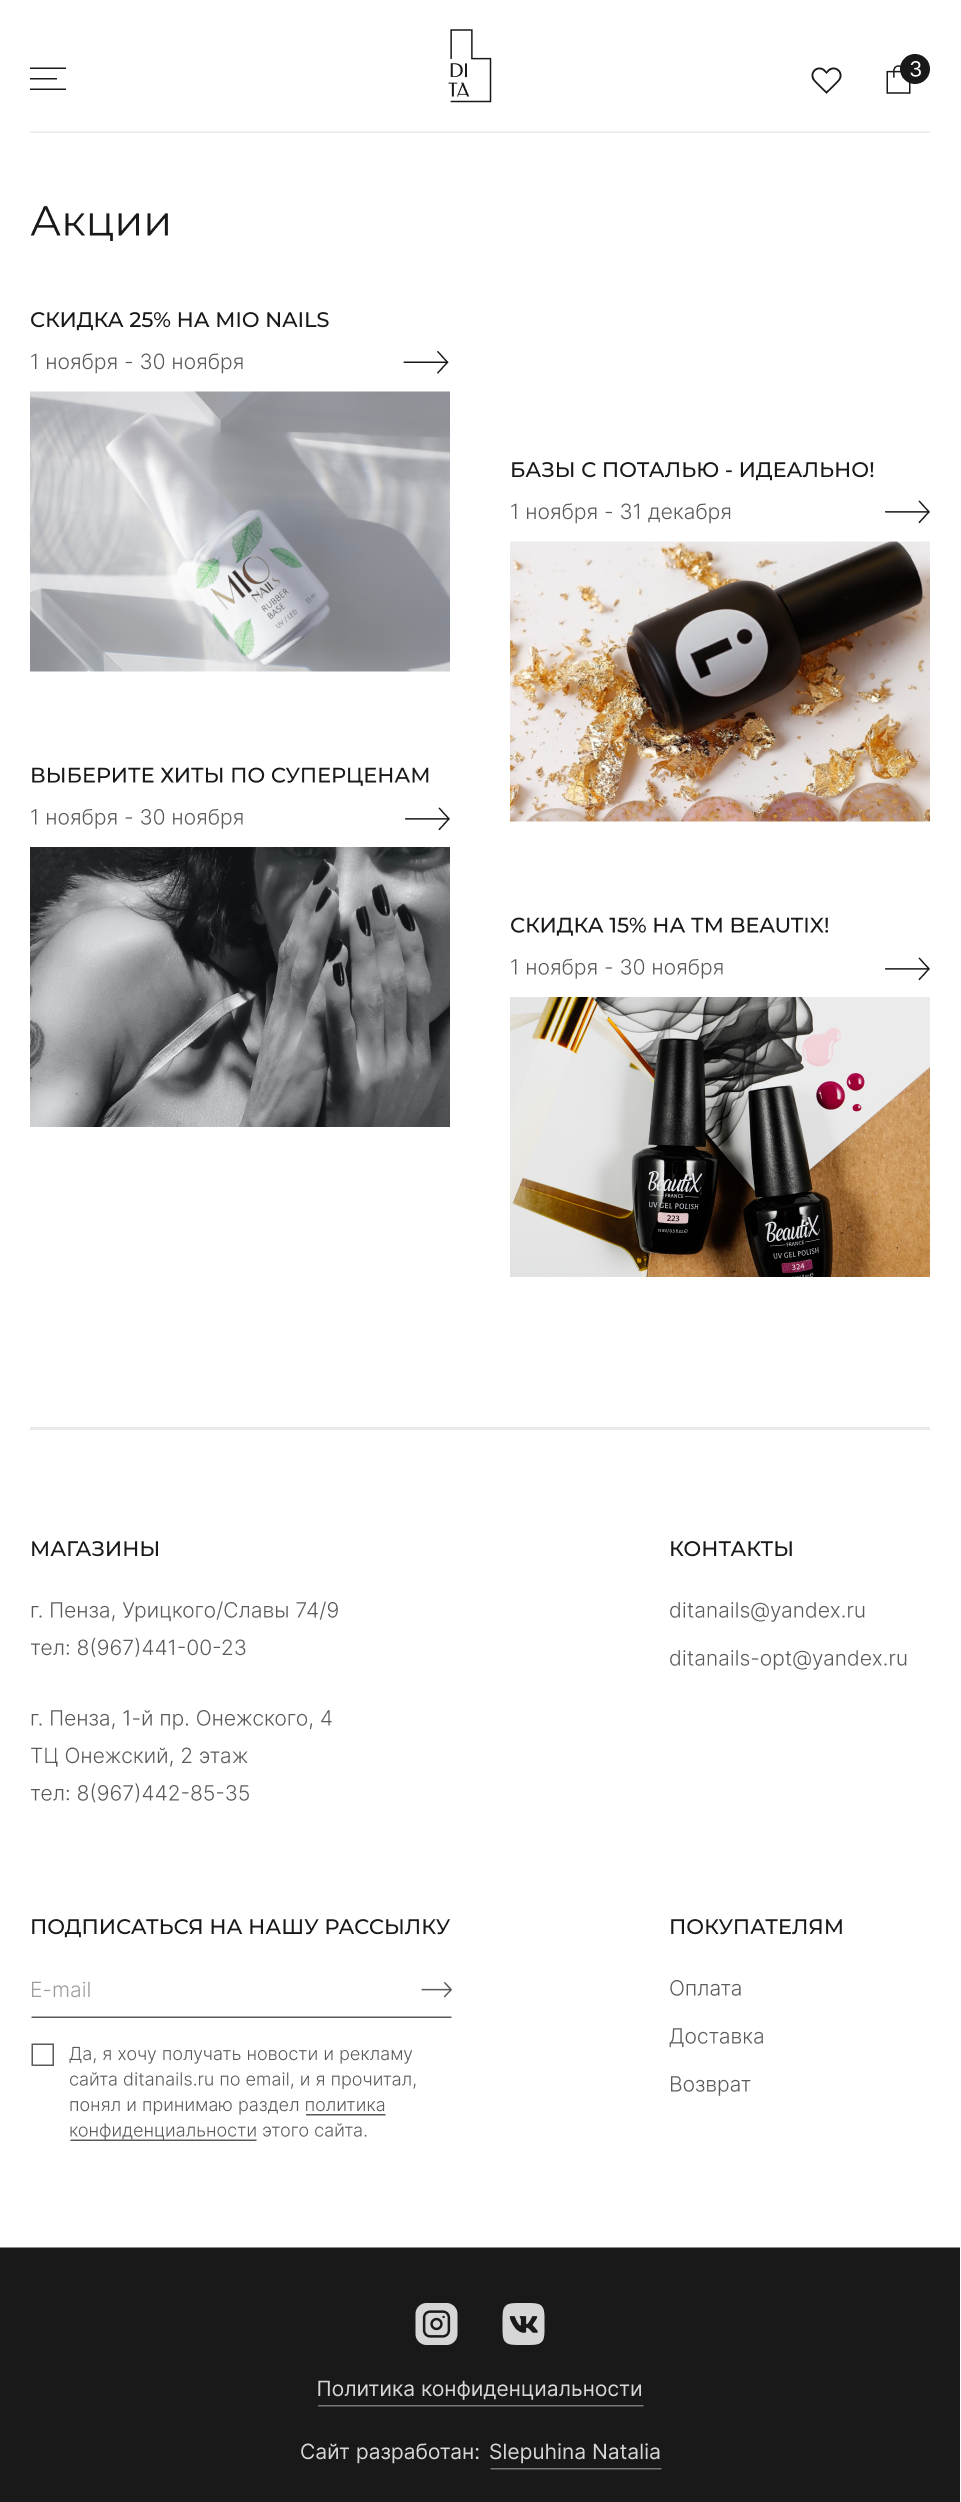 DI
TA
3
Акции
СКИДКА 25% НА MIO NAILS
1 ноября - 30 ноября
MIO
NAILS
RUBBER
BASE
UV / LED
БАЗЫ С ПОТАЛЬЮ - ИДЕАЛЬНО!
1 ноября - 31 декабря
ВЫБЕРИТЕ ХИТЫ ПО СУПЕРЦЕНАМ
1 ноября - 30 ноября
СКИДКА 15% НА ТМ BEAUTIX!
1 ноября - 30 ноября
BeautiX
FRANCE
UV GEL POLISH
223
BeautiX
FRANCE
UV GEL POLISH
324
МАГАЗИНЫ
г. Пенза, Урицкого/Славы 74/9
тел: 8(967)441-00-23
г. Пенза, 1-й пр. Онежского, 4
ТЦ Онежский, 2 этаж
тел: 8(967)442-85-35
КОНТАКТЫ
ditanails@yandex.ru
ditanails-opt@yandex.ru
ПОДПИСАТЬСЯ НА НАШУ РАССЫЛКУ
E-mail
Да, я хочу получать новости и рекламу
сайта ditanails.ru по email, и я прочитал,
понял и принимаю раздел политика
конфиденциальности этого сайта.
ПОКУПАТЕЛЯМ
Оплата
Доставка
Возврат
Политика конфиденциальности
Сайт разработан: Slepuhina Natalia